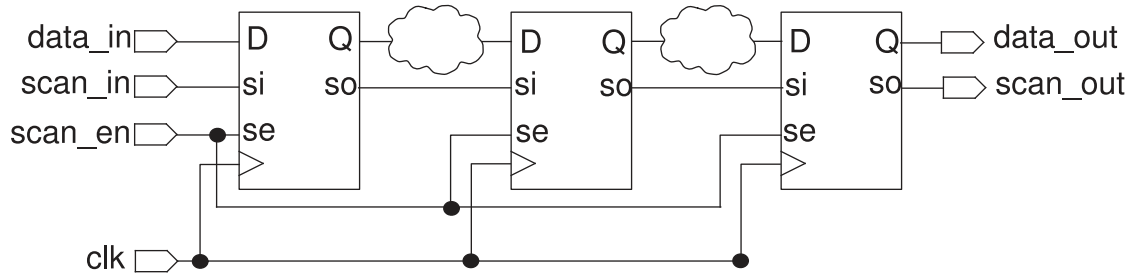 data_in D Q D Q D Q data_out
scan_in si so si so si so scan_out
scan_en se se se
clk